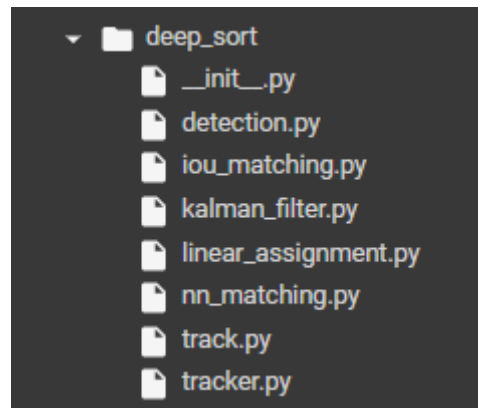 deep_sort
__init__.py
detection.py
iou_matching.py
kalman_filter.py
linear_assignment.py
nn_matching.py
track.py
tracker.py